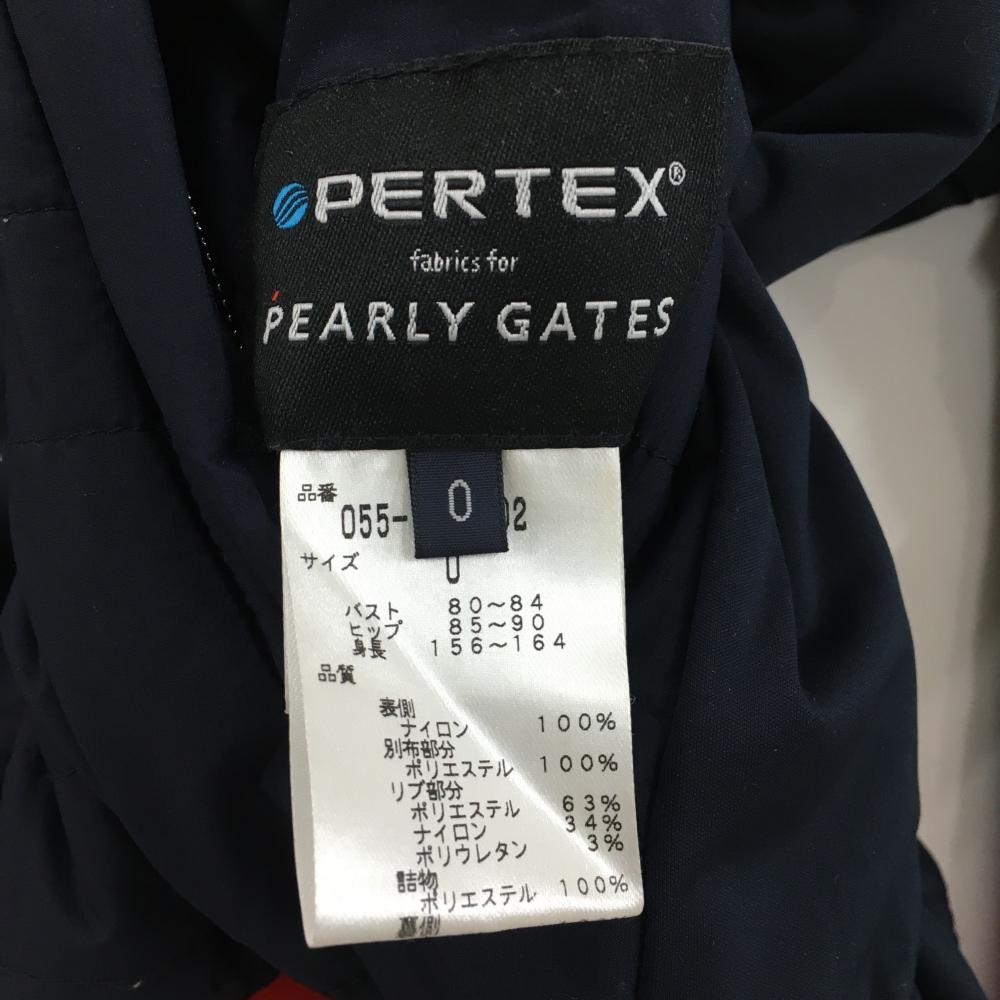 PERTEX®
fabrics for
PEARLY GATES
0
品番
055- 02
サイズ
0
バスト 80〜84
ヒップ 85〜90
身長 156〜164
品質
表側
ナイロン 100%
別布部分
ポリエステル 100%
リブ部分
ポリエステル 63%
ナイロン 34%
ポリウレタン 3%
詰物
ポリエステル 100%
裏側